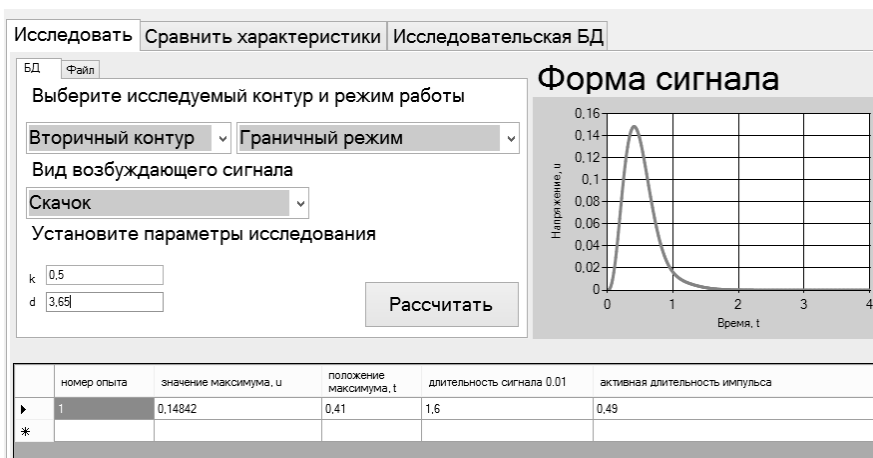 Исследовать Сравнить характеристики Исследовательская БД
БД Файл
Выберите исследуемый контур и режим работы
Вторичный контур Граничный режим
Вид возбуждающего сигнала
Скачок
Установите параметры исследования
k 0,5
d 3,65
Рассчитать
Форма сигнала
Напряжение, u
0,16
0,14
0,12
0,1
0,08
0,06
0,04
0,02
0
0 1 2 3 4
Время, t
номер опыта значение максимума, u положение максимума, t длительность сигнала 0.01 активная длительность импульса
1 0,14842 0,41 1,6 0,49